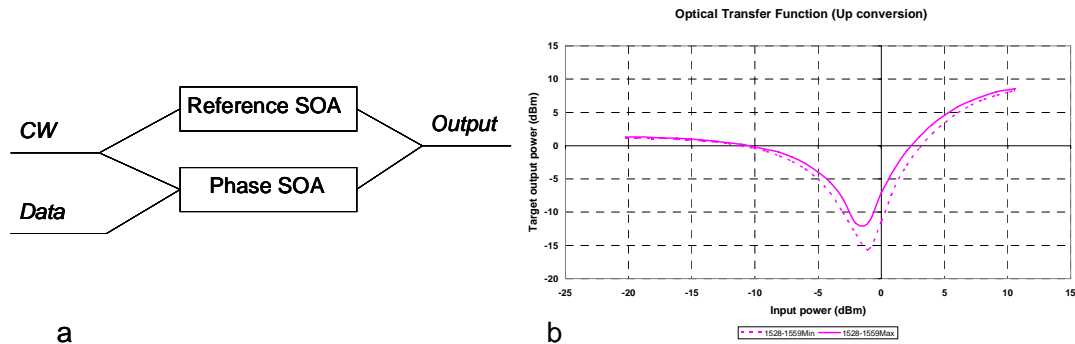 CW
Data
Reference SOA
Phase SOA
Output
a
Optical Transfer Function (Up conversion)
Target output power (dBm)
15
10
5
0
-5
-10
-15
-20
-25
-20
-15
-10
-5
0
5
10
15
Input power (dBm)
1528-1559Min
1528-1559Max
b